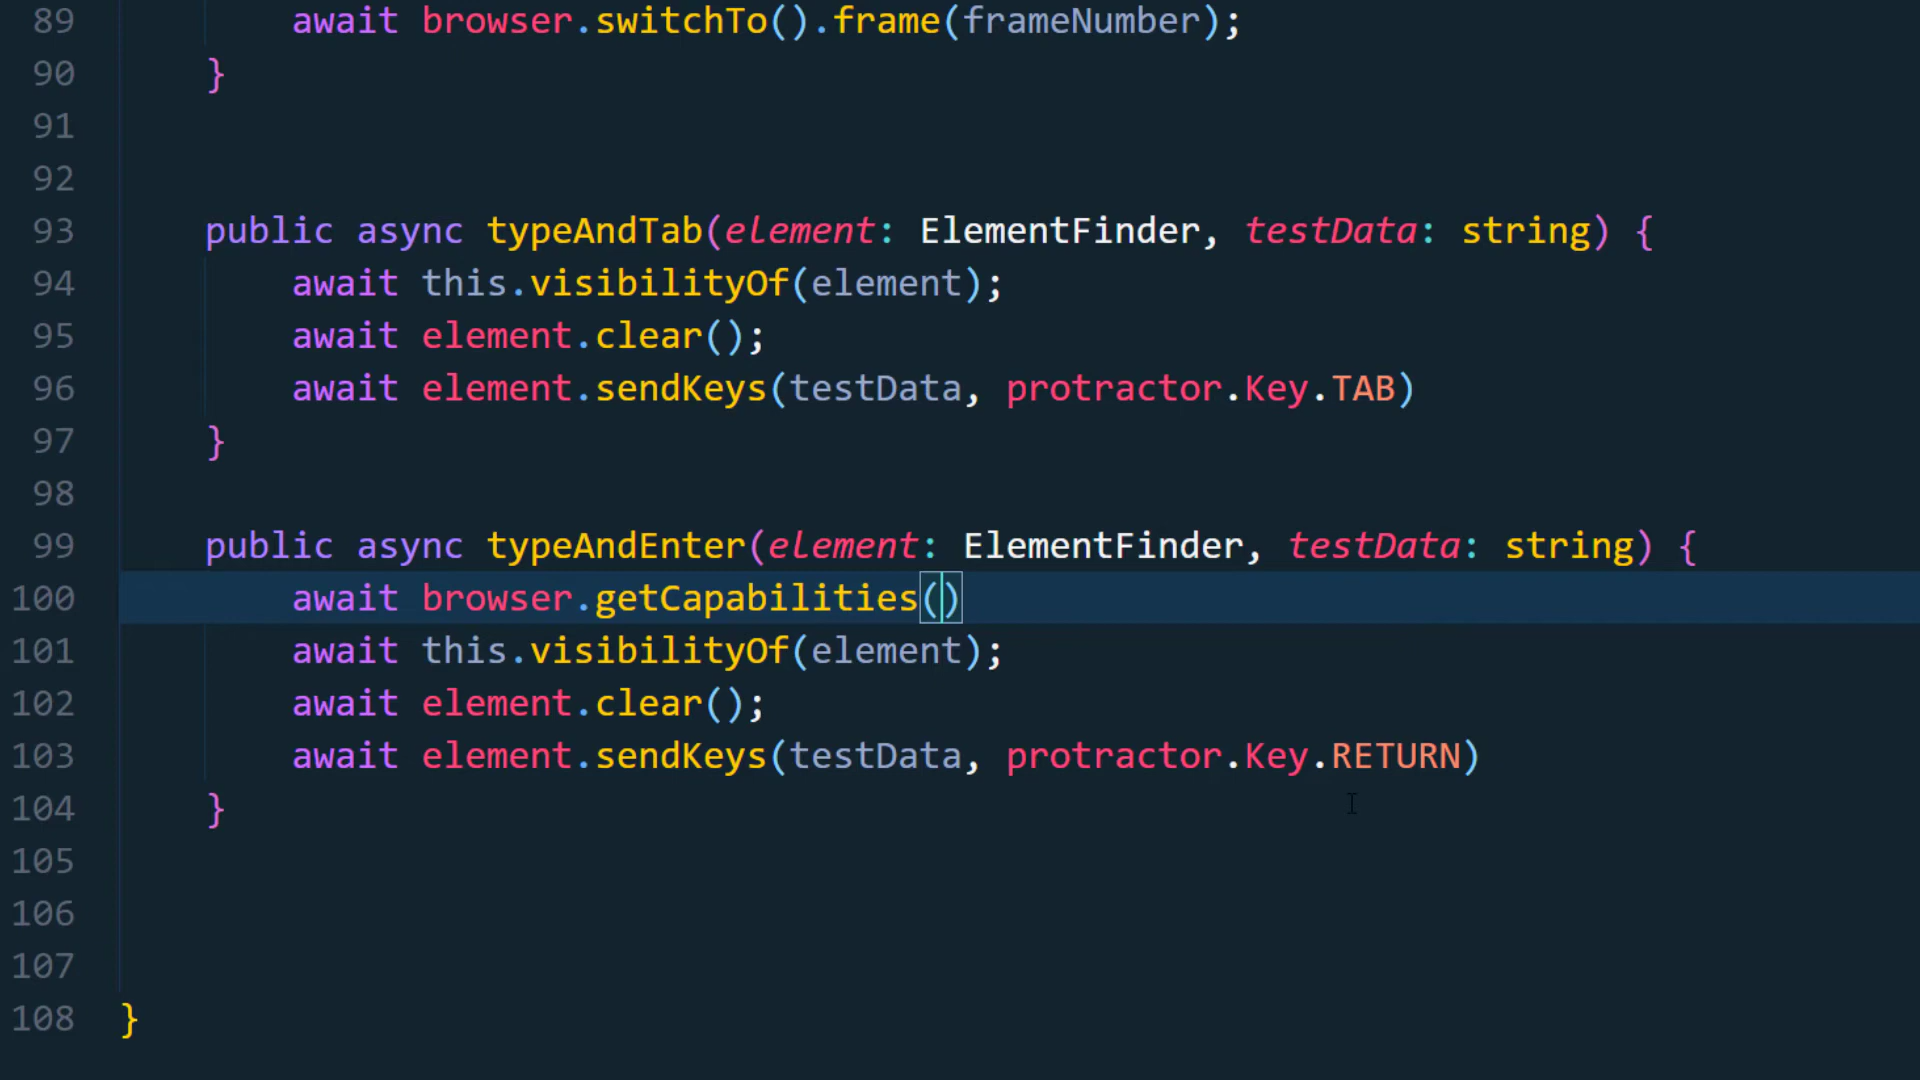 89 await browser.switchTo().frame(frameNumber);
90 }
91
92
93 public async typeAndTab(element: ElementFinder, testData: string) {
94 await this.visibilityOf(element);
95 await element.clear();
96 await element.sendKeys(testData, protractor.Key.TAB)
97 }
98
99 public async typeAndEnter(element: ElementFinder, testData: string) {
100 await browser.getCapabilities()
101 await this.visibilityOf(element);
102 await element.clear();
103 await element.sendKeys(testData, protractor.Key.RETURN)
104 }
105
106
107
108 }